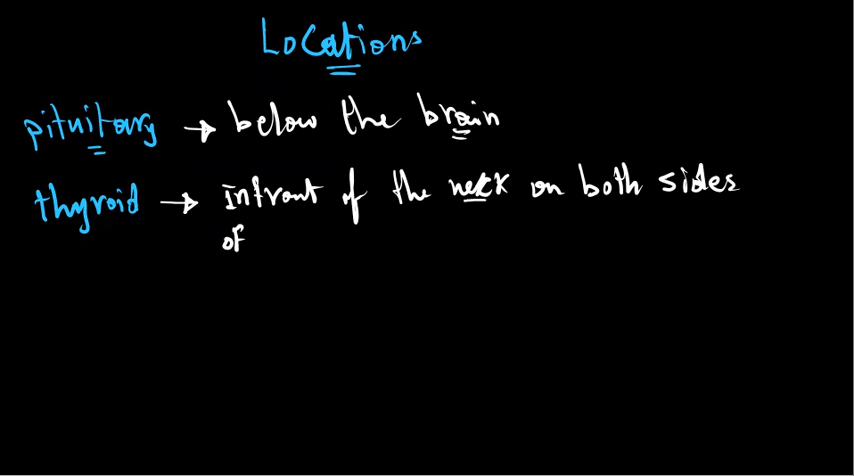 Locations
pituitary → below the brain
thyroid → Infront of the neck on both sides
of